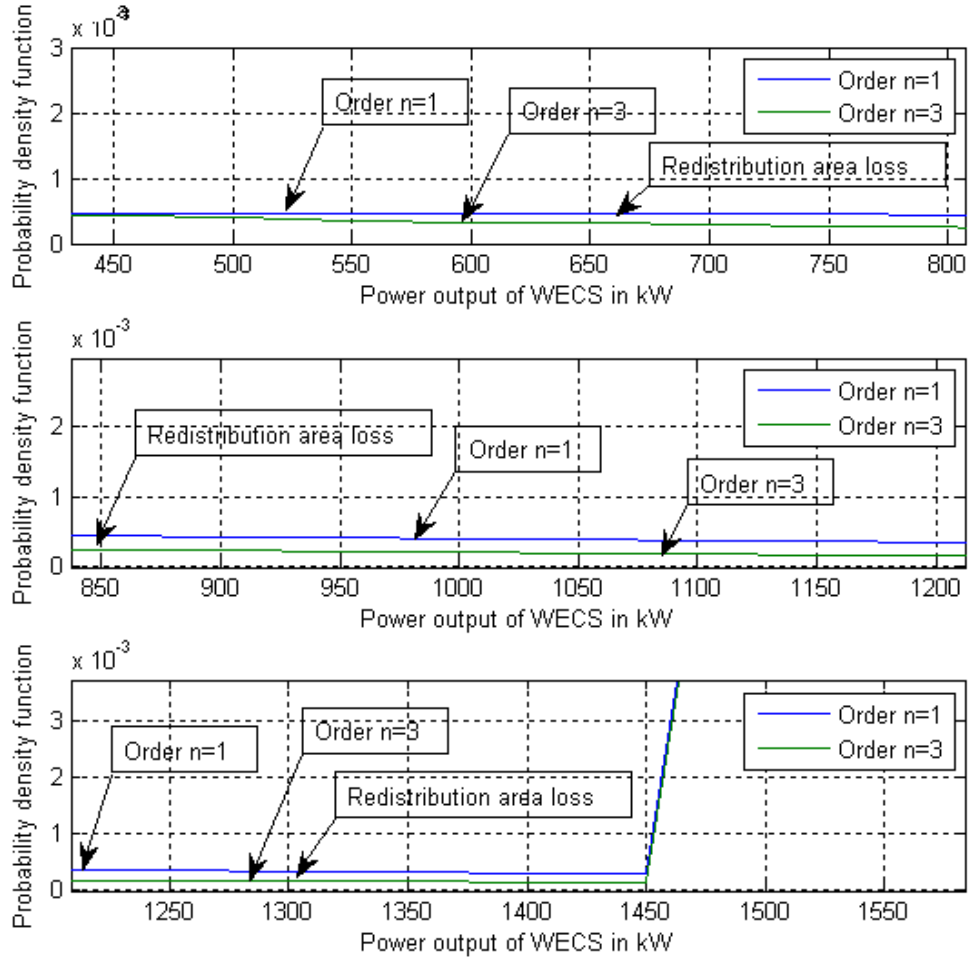 x 10-3
Probability density function
3
2
1
0
Order n=1
Order n=3
Redistribution area loss
Order n=1
Order n=3
450 500 550 600 650 700 750 800
Power output of WECS in kW
x 10-3
Probability density function
2
1
0
Redistribution area loss
Order n=1
Order n=3
Order n=1
Order n=3
850 900 950 1000 1050 1100 1150 1200
Power output of WECS in kW
x 10-3
Probability density function
3
2
1
0
Order n=1
Order n=3
Redistribution area loss
Order n=1
Order n=3
1250 1300 1350 1400 1450 1500 1550
Power output of WECS in kW